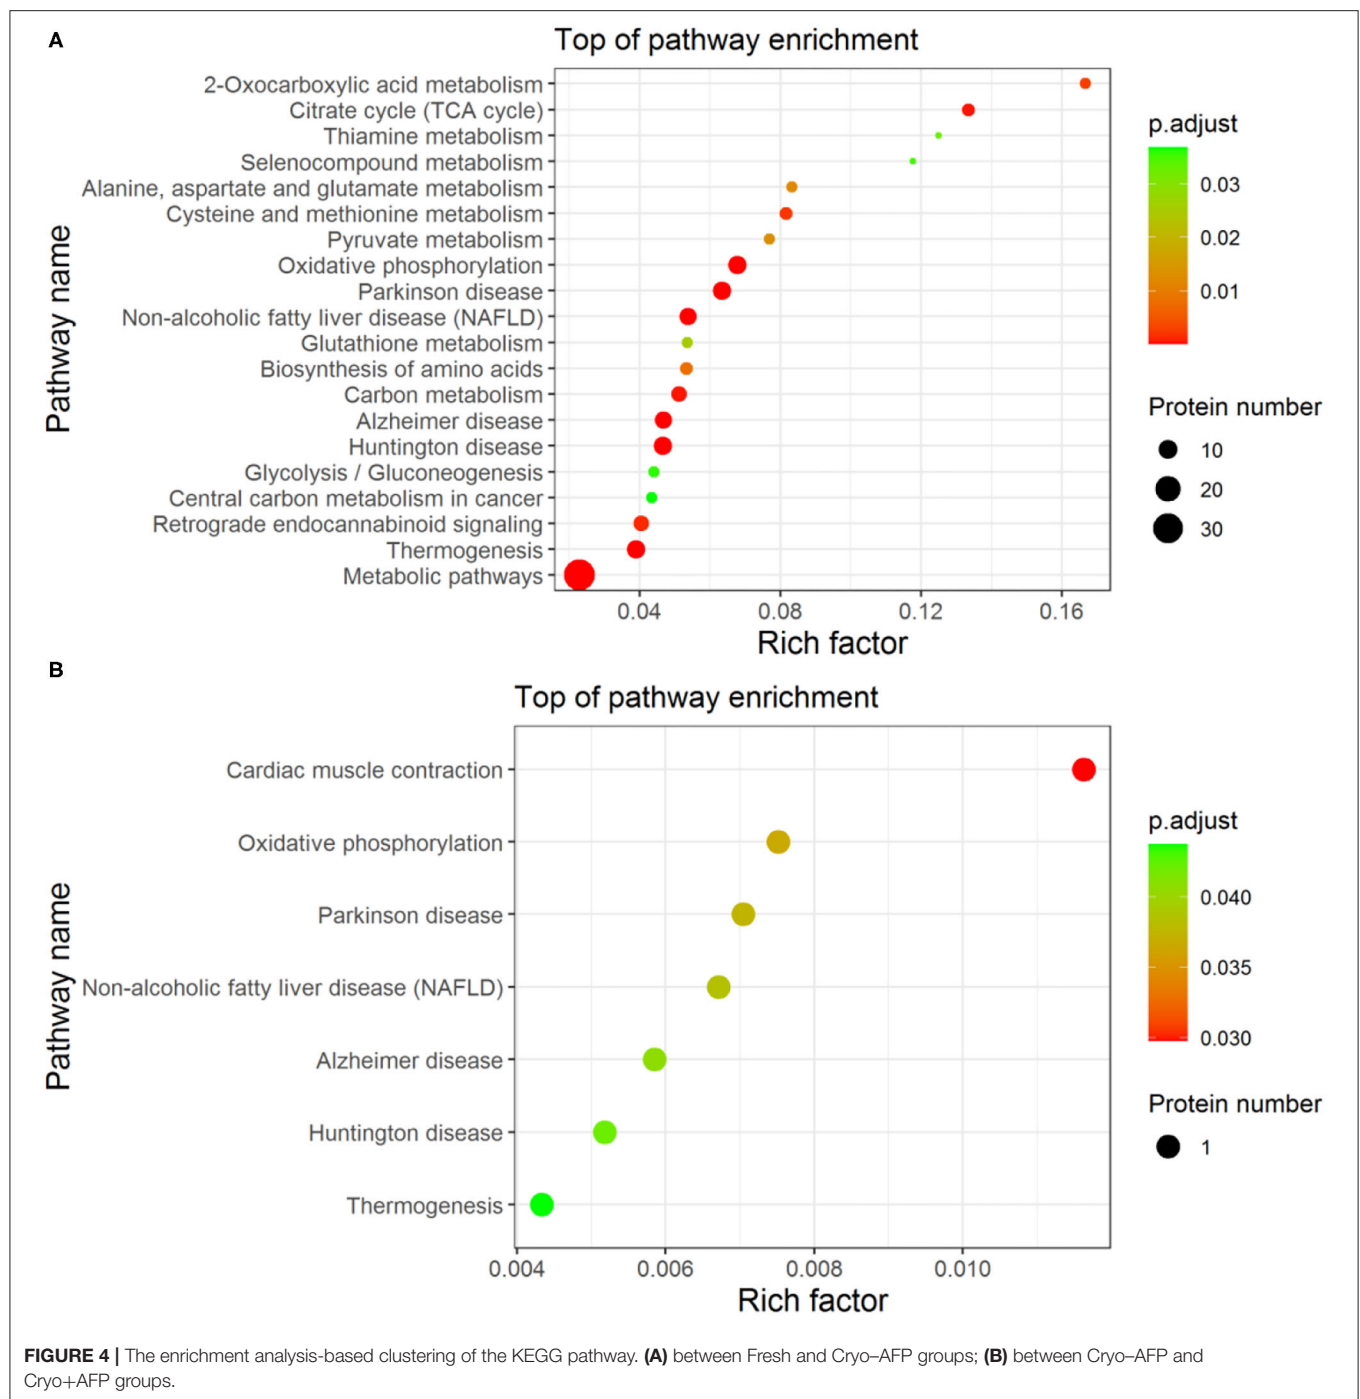 A
Top of pathway enrichment
Pathway name
2-Oxocarboxylic acid metabolism
Citrate cycle (TCA cycle)
Thiamine metabolism
Selenocompound metabolism
Alanine, aspartate and glutamate metabolism
Cysteine and methionine metabolism
Pyruvate metabolism
Oxidative phosphorylation
Parkinson disease
Non-alcoholic fatty liver disease (NAFLD)
Glutathione metabolism
Biosynthesis of amino acids
Carbon metabolism
Alzheimer disease
Huntington disease
Glycolysis / Gluconeogenesis
Central carbon metabolism in cancer
Retrograde endocannabinoid signaling
Thermogenesis
Metabolic pathways
0.04 0.08 0.12 0.16
Rich factor
p.adjust
0.03
0.02
0.01
Protein number
10
20
30
B
Top of pathway enrichment
Pathway name
Cardiac muscle contraction
Oxidative phosphorylation
Parkinson disease
Non-alcoholic fatty liver disease (NAFLD)
Alzheimer disease
Huntington disease
Thermogenesis
0.004 0.006 0.008 0.010
Rich factor
p.adjust
0.040
0.035
0.030
Protein number
1
FIGURE 4 | The enrichment analysis-based clustering of the KEGG pathway. (A) between Fresh and Cryo–AFP groups; (B) between Cryo–AFP and
Cryo+AFP groups.